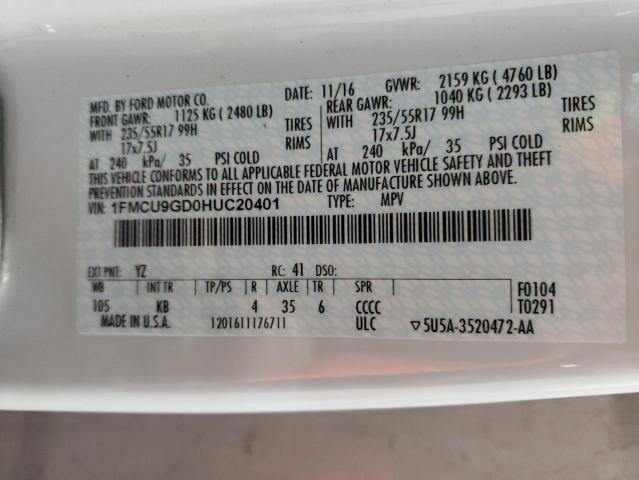 MFD. BY FORD MOTOR CO. DATE: 11/16 GVWR: 2159 KG ( 4760 LB)
FRONT GAWR: 1125 KG ( 2480 LB) REAR GAWR: 1040 KG ( 2293 LB)
WITH 235/55R17 99H TIRES WITH 235/55R17 99H TIRES
17x7.5J RIMS 17x7.5J RIMS
AT 240 kPa/ 35 PSI COLD AT 240 kPa/ 35 PSI COLD
THIS VEHICLE CONFORMS TO ALL APPLICABLE FEDERAL MOTOR VEHICLE SAFETY AND THEFT
PREVENTION STANDARDS IN EFFECT ON THE DATE OF MANUFACTURE SHOWN ABOVE.
VIN: 1FMCU9GD0HUC20401 TYPE: MPV
EXT PNT: YZ RC: 41 DSO:
WB INT TR TP/PS R AXLE TR SPR F0104
105 KB 4 35 6 CCCC T0291
MADE IN U.S.A. 1201611176711 ULC ▽5U5A-3520472-AA